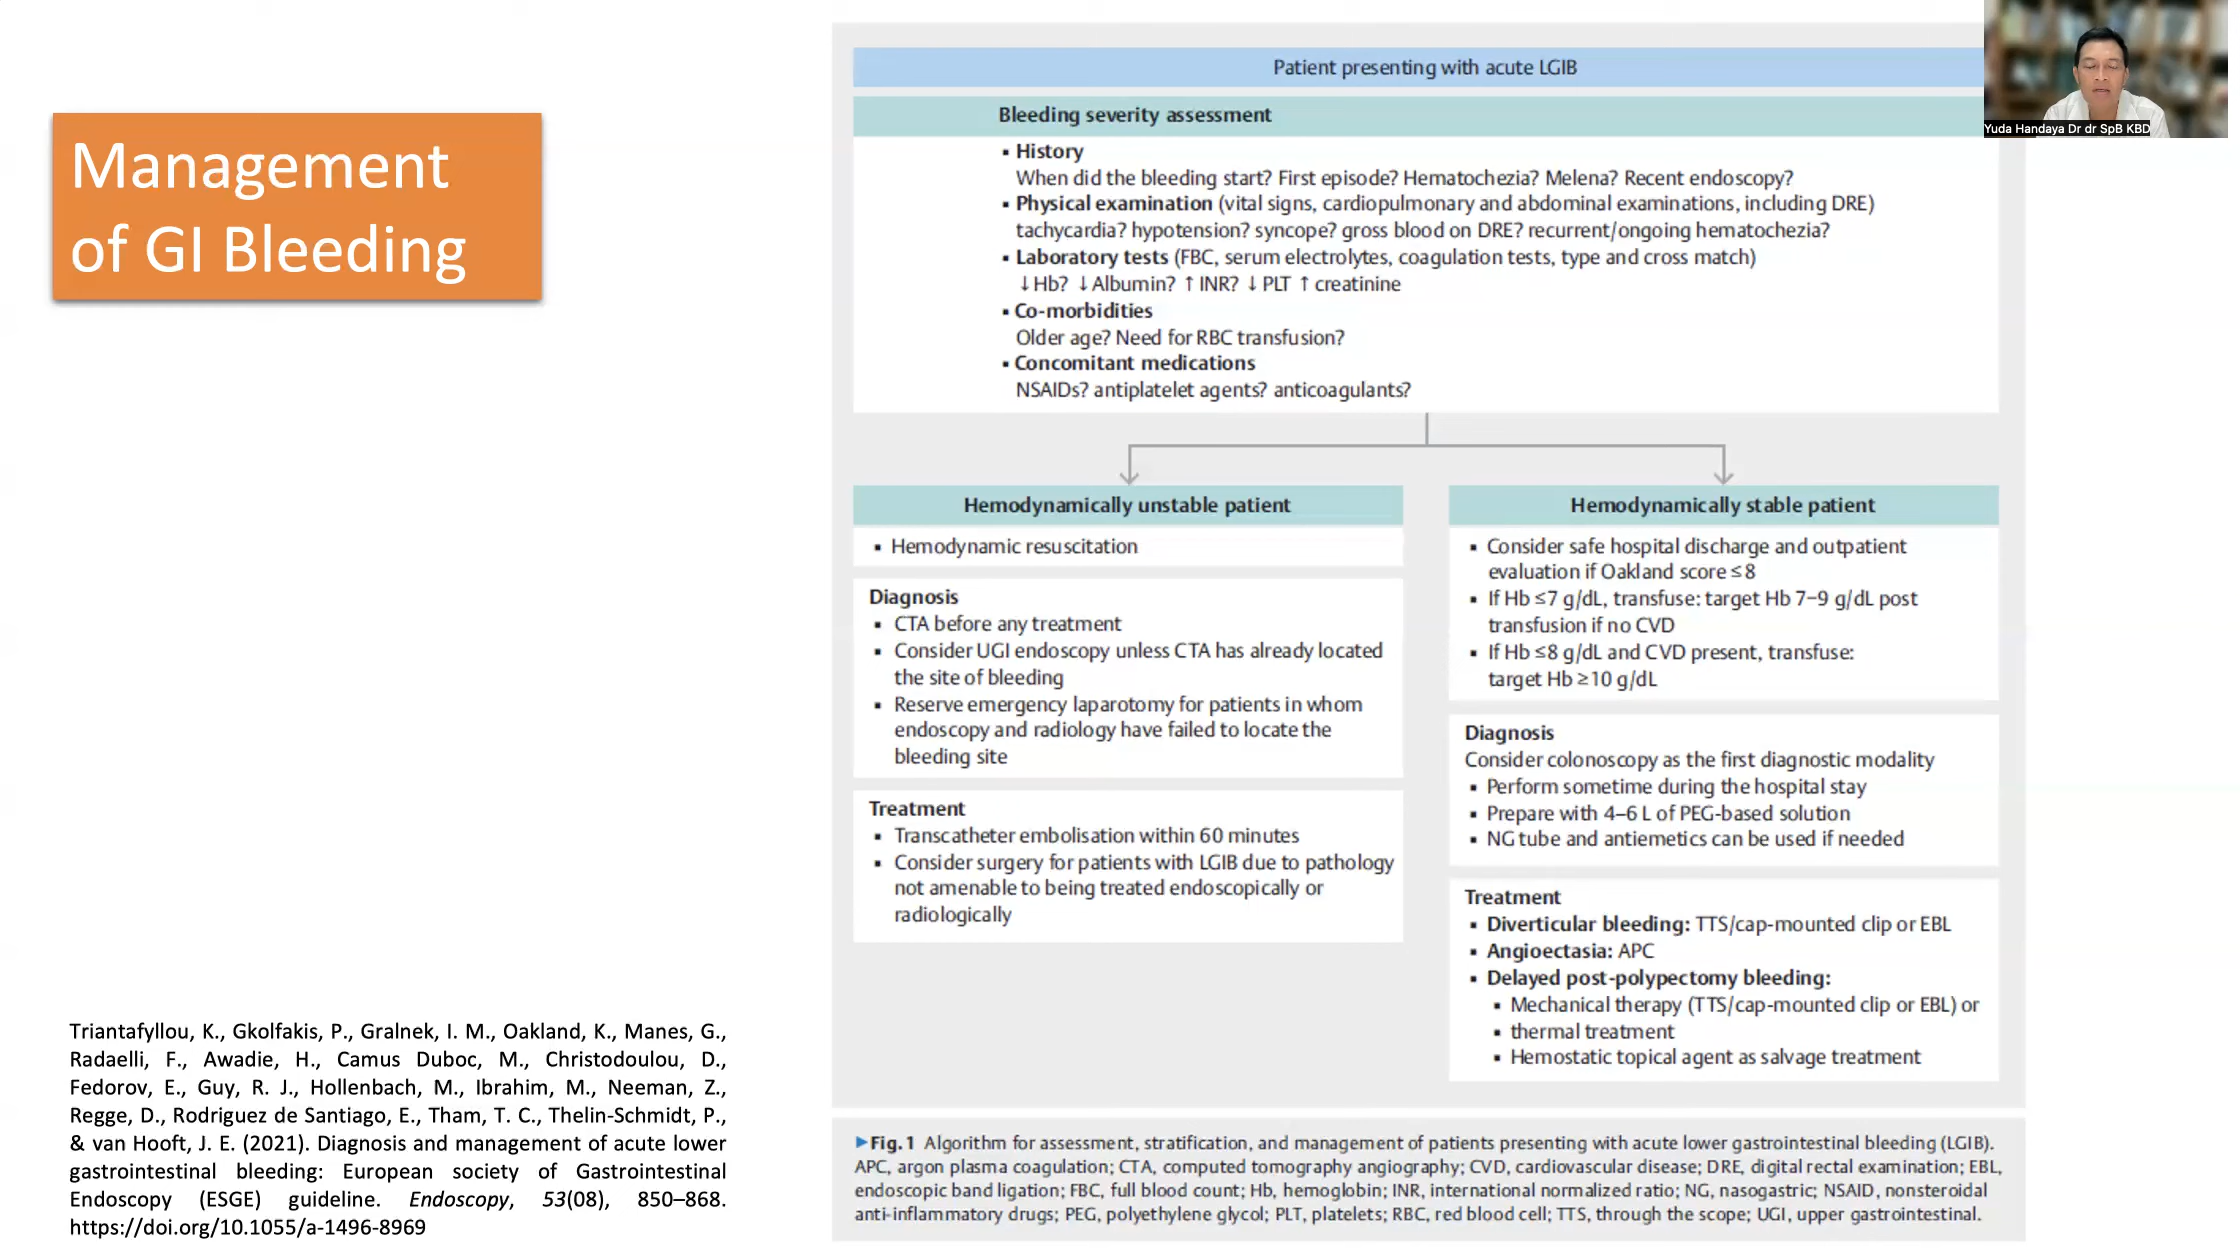 Management
of GI Bleeding
Patient presenting with acute LGIB
Yuda Handaya Dr dr SpB KBD
Bleeding severity assessment
▪ History
When did the bleeding start? First episode? Hematochezia? Melena? Recent endoscopy?
▪ Physical examination (vital signs, cardiopulmonary and abdominal examinations, including DRE)
tachycardia? hypotension? syncope? gross blood on DRE? recurrent/ongoing hematochezia?
▪ Laboratory tests (FBC, serum electrolytes, coagulation tests, type and cross match)
↓Hb? ↓Albumin? ↑INR? ↓PLT ↑creatinine
▪ Co-morbidities
Older age? Need for RBC transfusion?
▪ Concomitant medications
NSAIDs? antiplatelet agents? anticoagulants?
Hemodynamically unstable patient
▪ Hemodynamic resuscitation
Diagnosis
▪ CTA before any treatment
▪ Consider UGI endoscopy unless CTA has already located
the site of bleeding
▪ Reserve emergency laparotomy for patients in whom
endoscopy and radiology have failed to locate the
bleeding site
Treatment
▪ Transcatheter embolisation within 60 minutes
▪ Consider surgery for patients with LGIB due to pathology
not amenable to being treated endoscopically or
radiologically
Hemodynamically stable patient
▪ Consider safe hospital discharge and outpatient
evaluation if Oakland score ≤8
▪ If Hb ≤7 g/dL, transfuse: target Hb 7–9 g/dL post
transfusion if no CVD
▪ If Hb ≤8 g/dL and CVD present, transfuse:
target Hb ≥10 g/dL
Diagnosis
Consider colonoscopy as the first diagnostic modality
▪ Perform sometime during the hospital stay
▪ Prepare with 4–6 L of PEG-based solution
▪ NG tube and antiemetics can be used if needed
Treatment
▪ Diverticular bleeding: TTS/cap-mounted clip or EBL
▪ Angioectasia: APC
▪ Delayed post-polypectomy bleeding:
▪ Mechanical therapy (TTS/cap-mounted clip or EBL) or
▪ thermal treatment
▪ Hemostatic topical agent as salvage treatment
Triantafyllou, K., Gkolfakis, P., Gralnek, I. M., Oakland, K., Manes, G.,
Radaelli, F., Awadie, H., Camus Duboc, M., Christodoulou, D.,
Fedorov, E., Guy, R. J., Hollenbach, M., Ibrahim, M., Neeman, Z.,
Regge, D., Rodriguez de Santiago, E., Tham, T. C., Thelin-Schmidt, P.,
& van Hooft, J. E. (2021). Diagnosis and management of acute lower
gastrointestinal bleeding: European society of Gastrointestinal
Endoscopy (ESGE) guideline. Endoscopy, 53(08), 850–868.
https://doi.org/10.1055/a-1496-8969
▶Fig. 1 Algorithm for assessment, stratification, and management of patients presenting with acute lower gastrointestinal bleeding (LGIB).
APC, argon plasma coagulation; CTA, computed tomography angiography; CVD, cardiovascular disease; DRE, digital rectal examination; EBL,
endoscopic band ligation; FBC, full blood count; Hb, hemoglobin; INR, international normalized ratio; NG, nasogastric; NSAID, nonsteroidal
anti-inflammatory drugs; PEG, polyethylene glycol; PLT, platelets; RBC, red blood cell; TTS, through the scope; UGI, upper gastrointestinal.